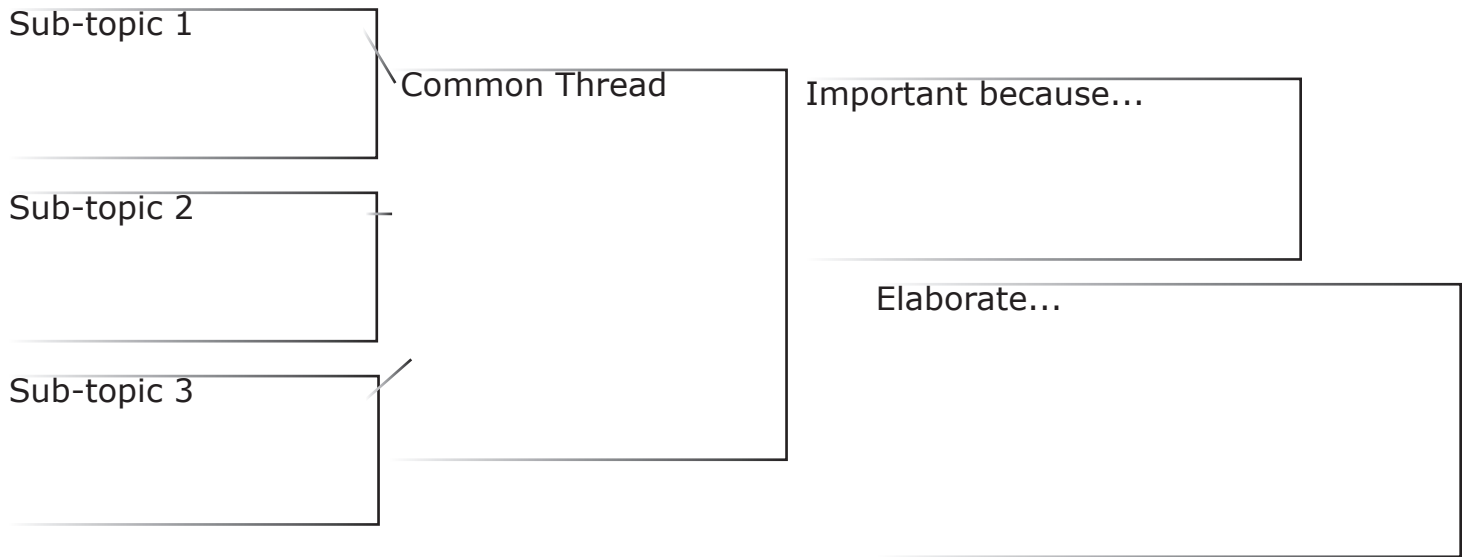 Sub-topic 1
Common Thread
Important because...
Sub-topic 2
Elaborate...
Sub-topic 3